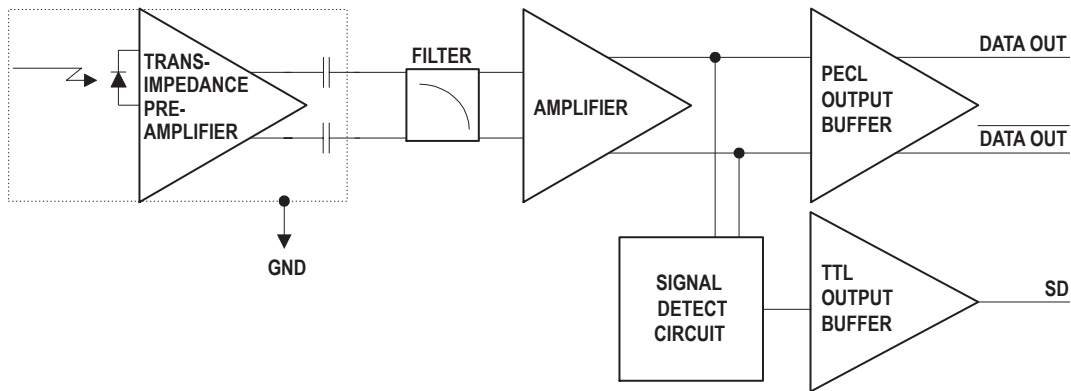 TRANS-
IMPEDANCE
PRE-
AMPLIFIER
GND
FILTER
AMPLIFIER
PECL
OUTPUT
BUFFER
DATA OUT
DATA OUT
SIGNAL
DETECT
CIRCUIT
TTL
OUTPUT
BUFFER
SD